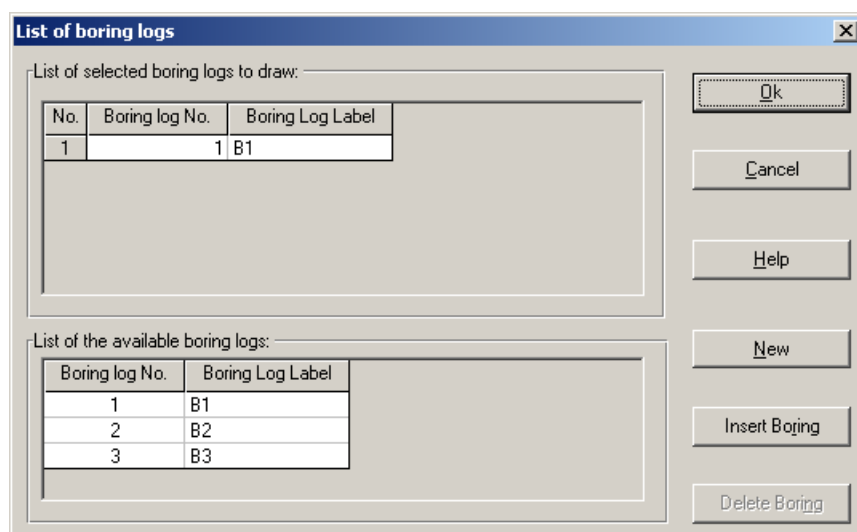 List of boring logs
List of selected boring logs to draw:
No. Boring log No. Boring Log Label
1 1 B1
Ok
Cancel
Help
List of the available boring logs:
Boring log No. Boring Log Label
1 B1
2 B2
3 B3
New
Insert Boring
Delete Boring